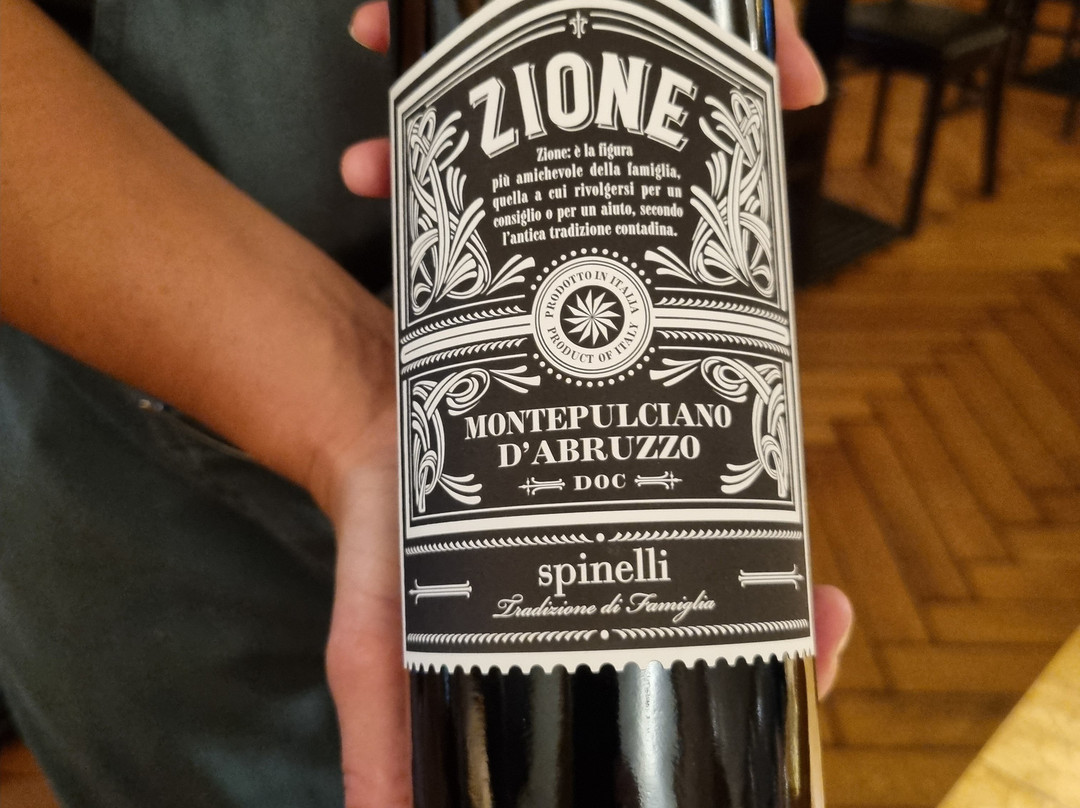 ZIONE
Zione: è la figura
più amichevole della famiglia,
quella a cui rivolgersi per un
consiglio o per un aiuto, secondo
l'antica tradizione contadina.
PRODOTTO IN ITALIA
PRODUCT OF ITALY
MONTEPULCIANO
D'ABRUZZO
DOC
spinelli
Tradizione di Famiglia